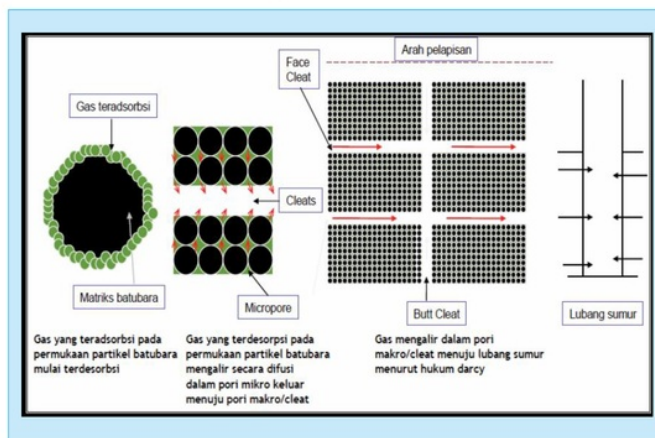 Arah pelapisan
Face
Cleat
Gas teradsorbsi
Cleats
Matriks batubara
Micropore
Butt Cleat
Lubang sumur
Gas yang teradsorbsi pada
permukaan partikel batubara
mulai terdesorbsi
Gas yang terdesorpsi pada
permukaan partikel batubara
mengalir secara difusi
dalam pori mikro keluar
menuju pori makro/cleat
Gas mengalir dalam pori
makro/cleat menuju lubang sumur
menurut hukum darcy